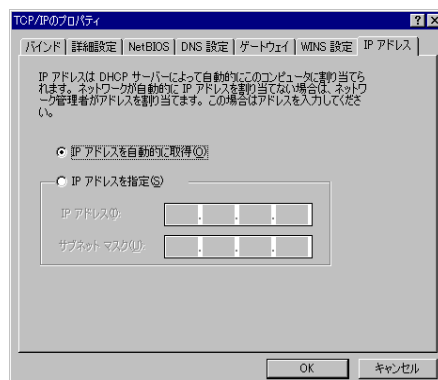 TCP/IPのプロパティ
バインド 詳細設定 NetBIOS DNS 設定 ゲートウェイ WINS 設定 IP アドレス
IP アドレスは DHCP サーバーによって自動的にこのコンピュータに割り当てら
れます。ネットワークが自動的に IP アドレスを割り当てない場合は、ネットワ
ーク管理者がアドレスを割り当てます。この場合はアドレスを入力してくださ
い。
IP アドレスを自動的に取得(O)
IP アドレスを指定(S)
IP アドレス(I):
サブネット マスク(U):
OK キャンセル